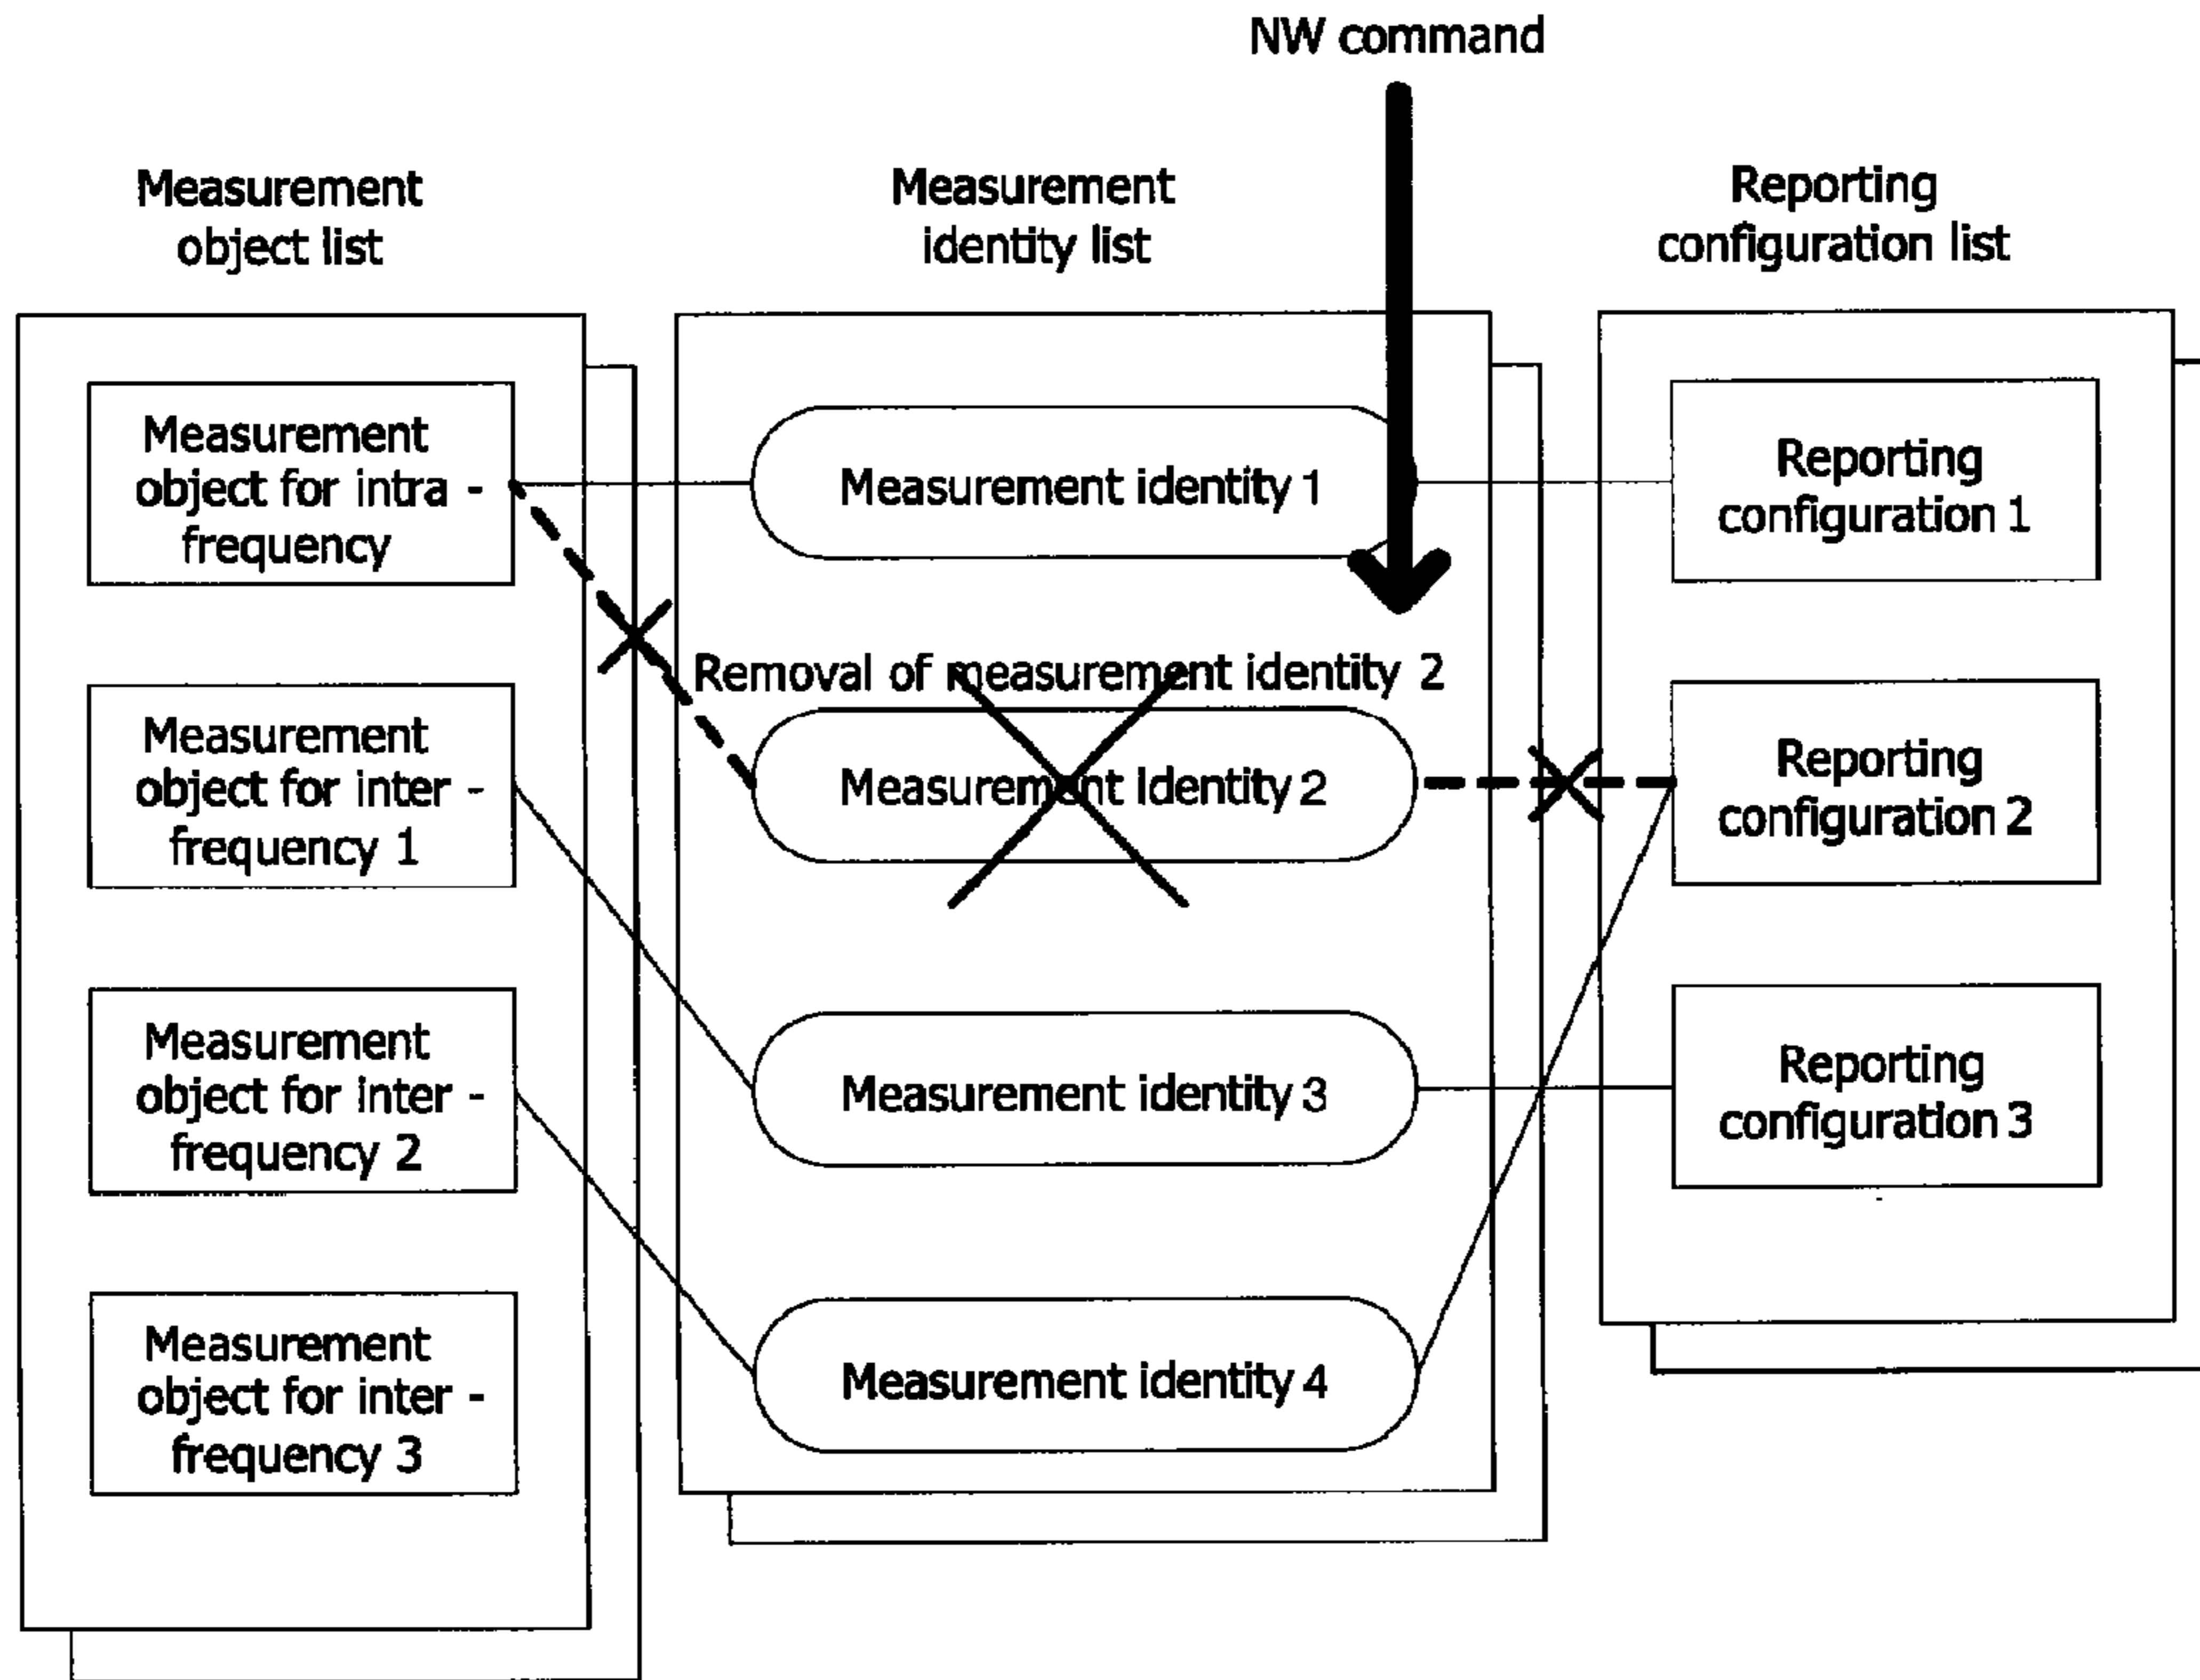 NW command
Measurement
object list
Measurement
identity list
Reporting
configuration list
Measurement
object for intra -
frequency
Measurement identity 1
Reporting
configuration 1
Removal of measurement identity 2
Measurement
object for inter -
frequency 1
Measurement Identity 2
Reporting
configuration 2
Measurement
object for inter -
frequency 2
Measurement identity 3
Reporting
configuration 3
Measurement
object for inter -
frequency 3
Measurement identity 4